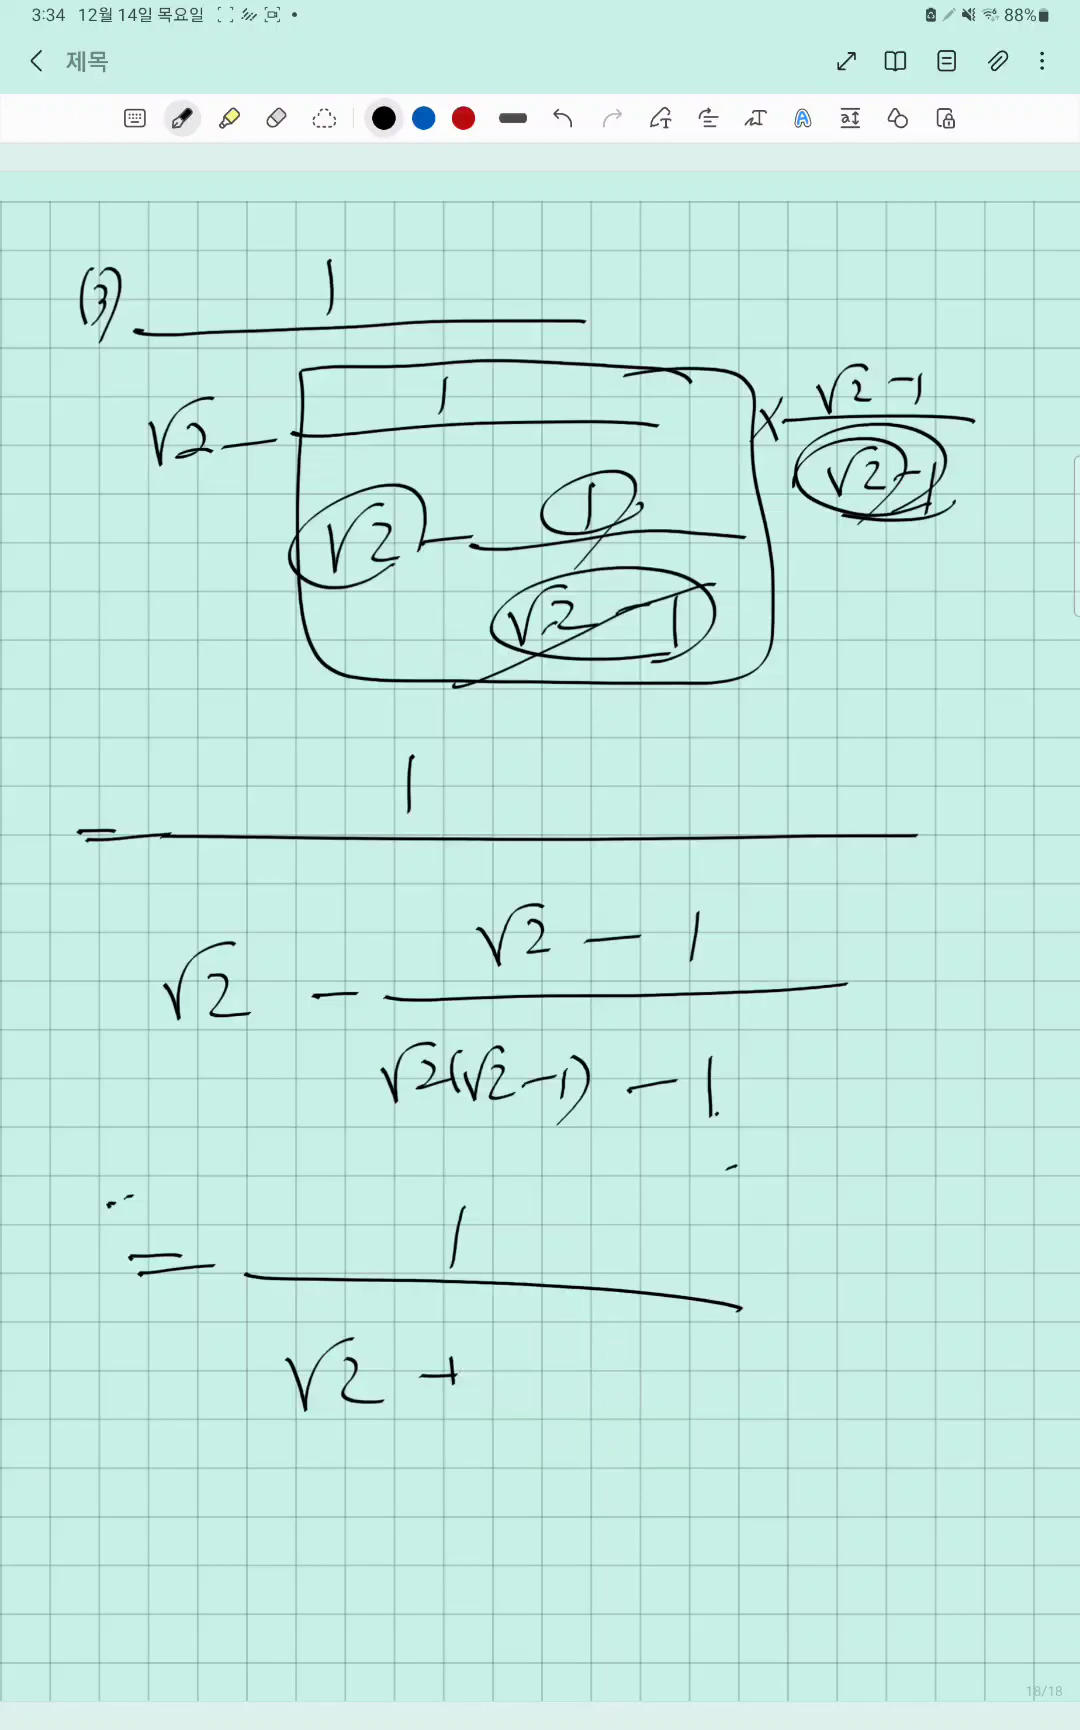 3:34 12월 14일 목요일 88%
제목
(3) 1
√2 - 1 × √2 - 1
√2 - 1
√2 - 1
√2 - 1
= 1
√2 - 1
√2 -
√2(√2 - 1) - 1
= 1
√2 +
18/18